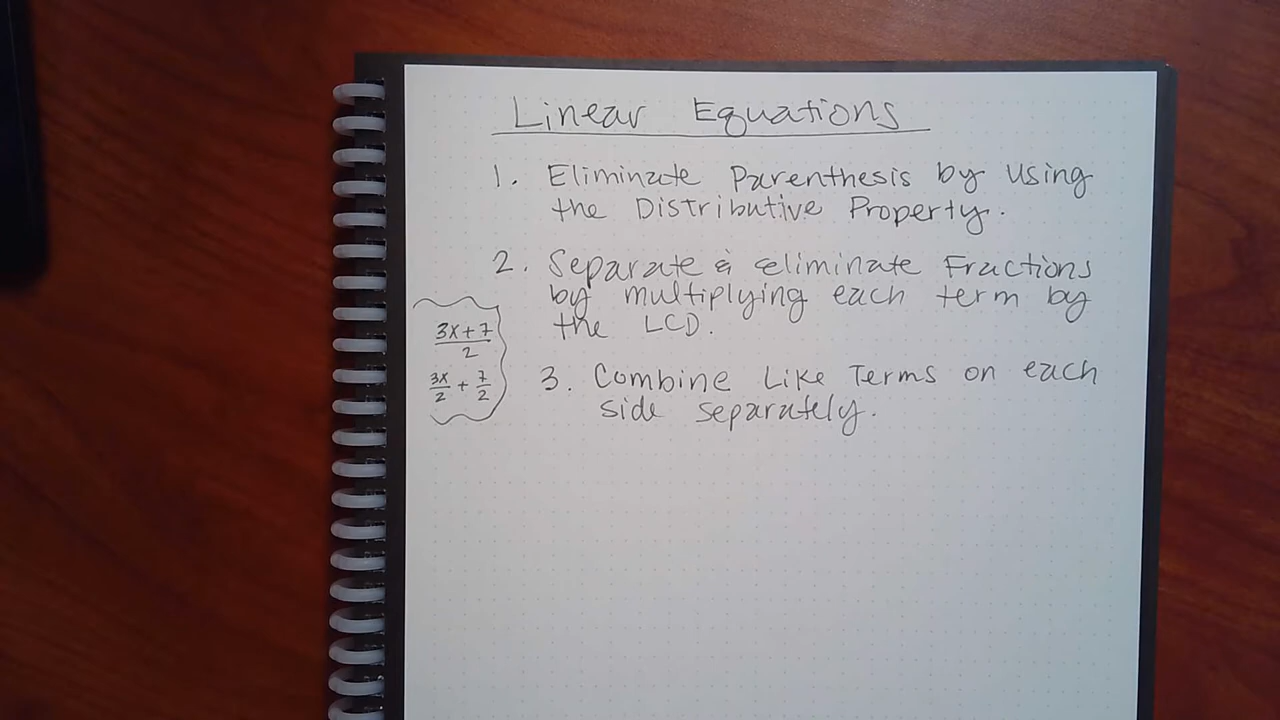 Linear Equations
1. Eliminate Parenthesis by Using
the Distributive Property.
2. Separate & eliminate Fractions
by multiplying each term by
the LCD.
3x+7
2
3x/2 + 7/2
3. Combine Like Terms on each
side separately.